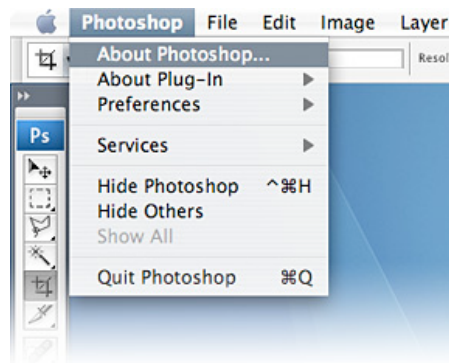 Photoshop File Edit Image Layer
Resol
About Photoshop...
About Plug-In
Preferences
Services
Hide Photoshop ^⌘H
Hide Others
Show All
Quit Photoshop ⌘Q
Ps